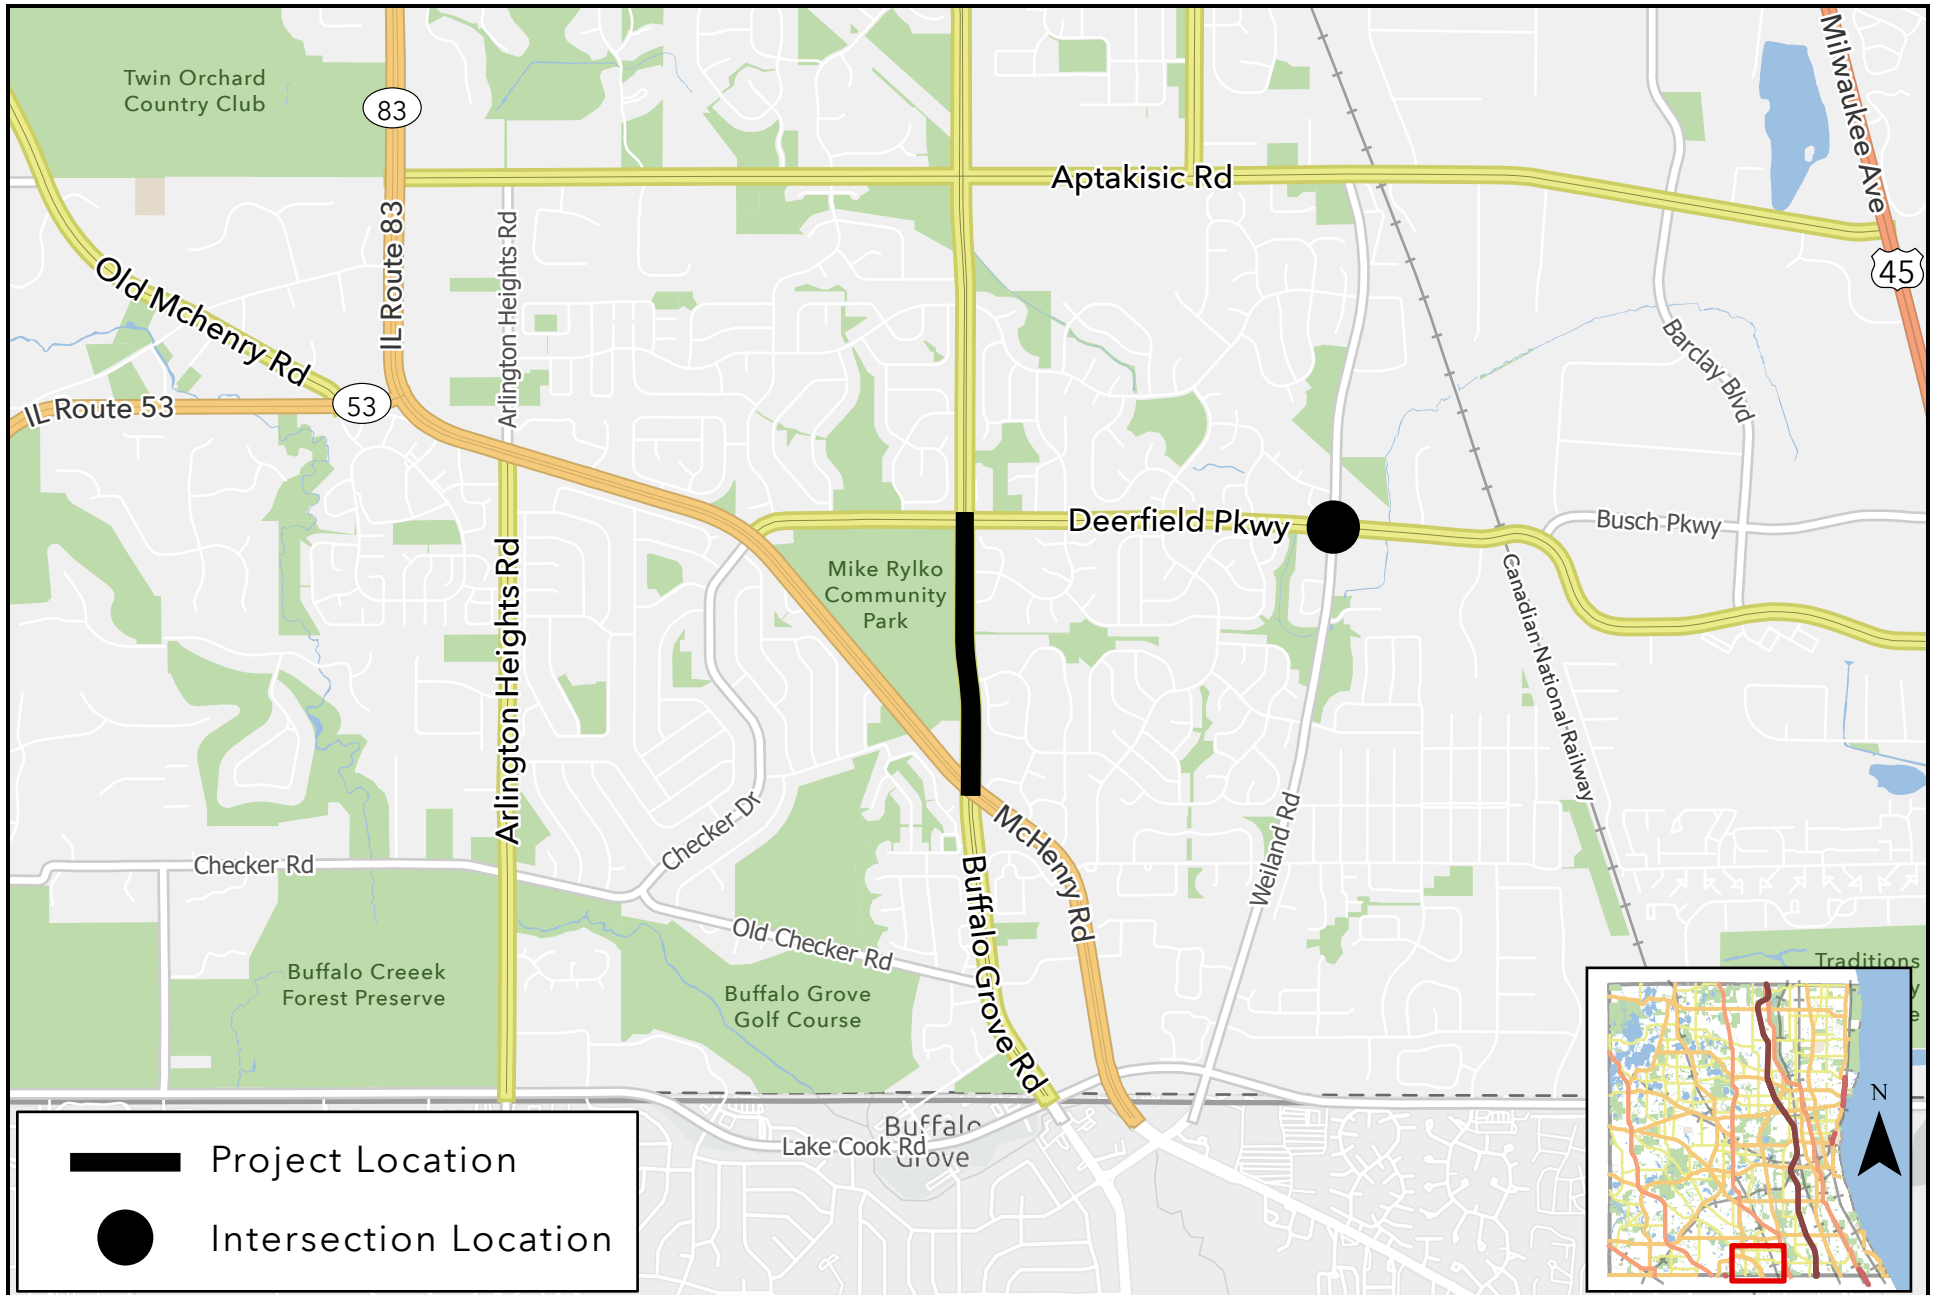 Twin Orchard
Country Club
83
Milwaukee Ave
Aptakisic Rd
IL Route 83
Arlington Heights Rd
45
Old Mchenry Rd
Barclay Blvd
IL Route 53
53
Deerfield Pkwy
Busch Pkwy
Mike Rylko
Community
Park
Arlington Heights Rd
Canadian National Railway
Checker Dr
McHenry Rd
Weiland Rd
Checker Rd
Buffalo Grove Rd
Old Checker Rd
Buffalo Creeek
Forest Preserve
Buffalo Grove
Golf Course
Traditions
y
e
Buffalo
Grove
Lake Cook Rd
N
Project Location
Intersection Location